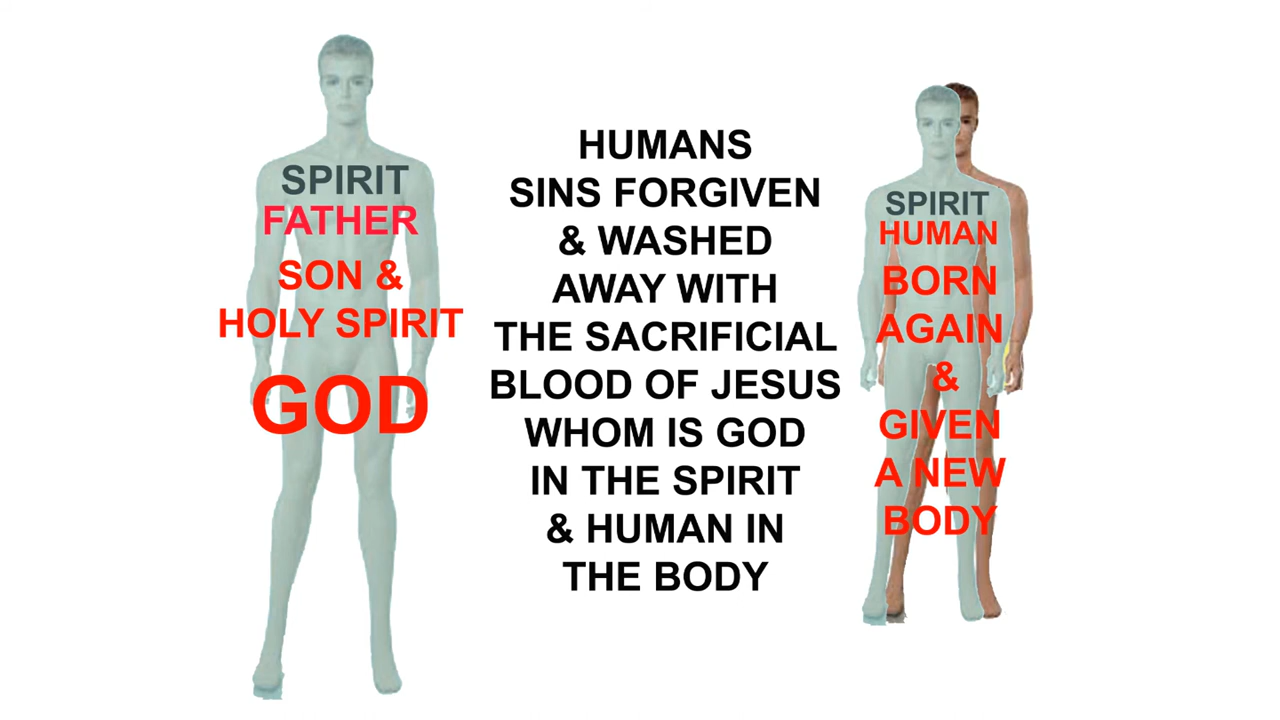 SPIRIT
FATHER
SON &
HOLY SPIRIT
GOD
HUMANS
SINS FORGIVEN
& WASHED
AWAY WITH
THE SACRIFICIAL
BLOOD OF JESUS
WHOM IS GOD
IN THE SPIRIT
& HUMAN IN
THE BODY
SPIRIT
HUMAN
BORN
AGAIN
&
GIVEN
A NEW
BODY